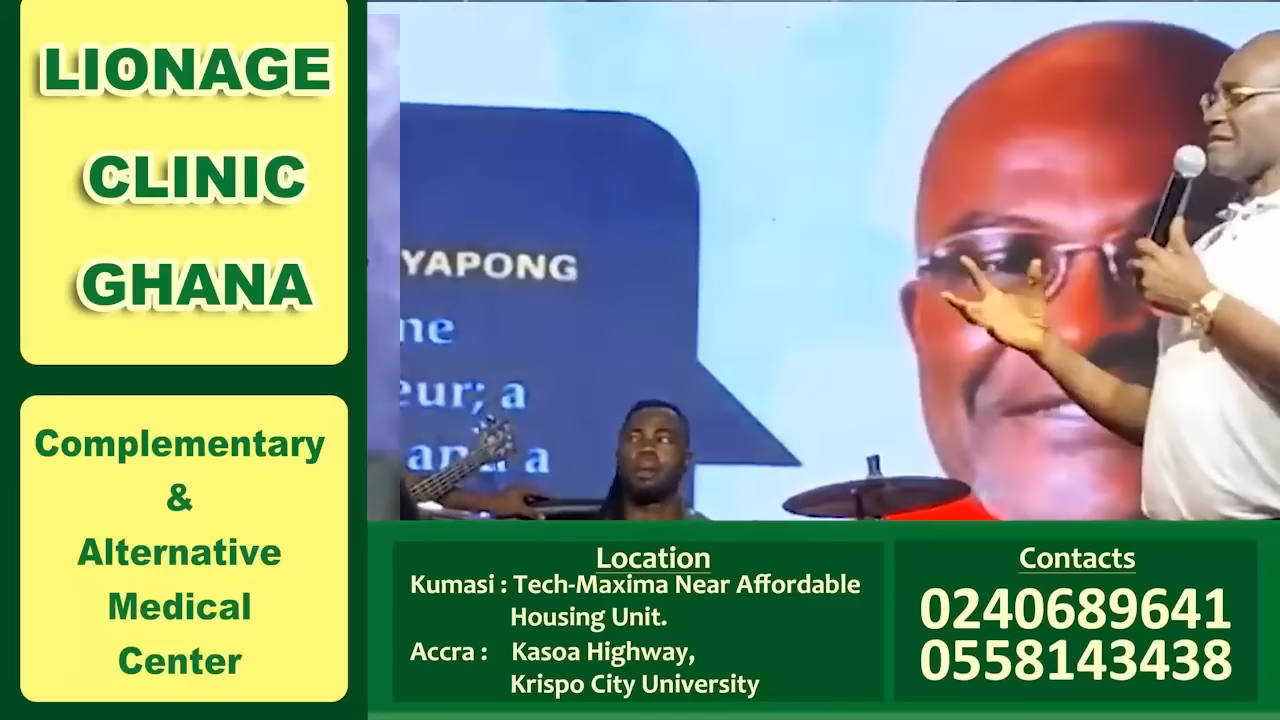 LIONAGE
CLINIC
GHANA
Complementary
&
Alternative
Medical
Center
YAPONG
ne
eur; a
and a
Location
Kumasi : Tech-Maxima Near Affordable
Housing Unit.
Accra : Kasoa Highway,
Krispo City University
Contacts
0240689641
0558143438